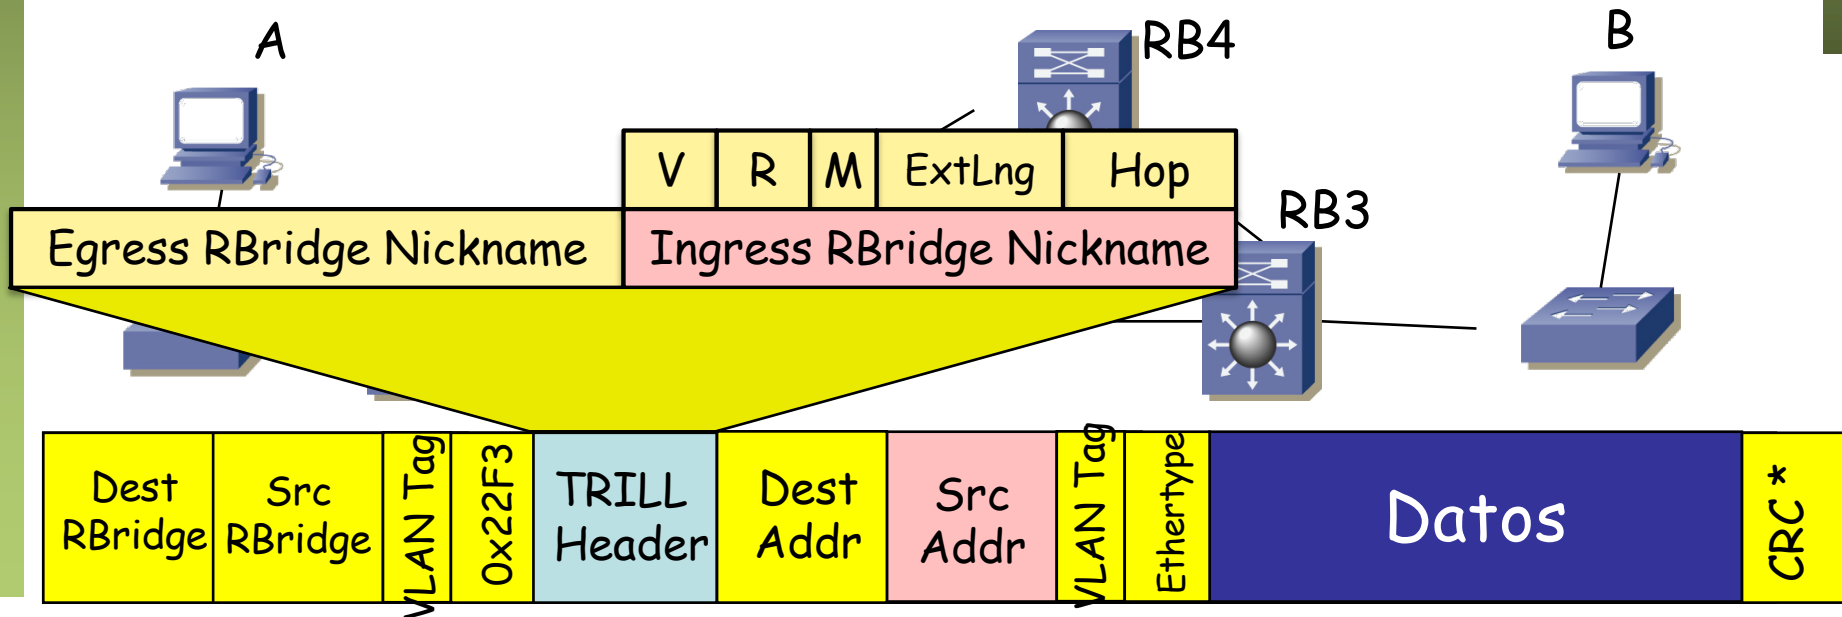 A
RB4
B
V R M ExtLng Hop
RB3
Egress RBridge Nickname Ingress RBridge Nickname
Dest
RBridge
Src
RBridge
VLAN Tag
0x22F3
TRILL
Header
Dest
Addr
Src
Addr
VLAN Tag
Ethertype
Datos
CRC *